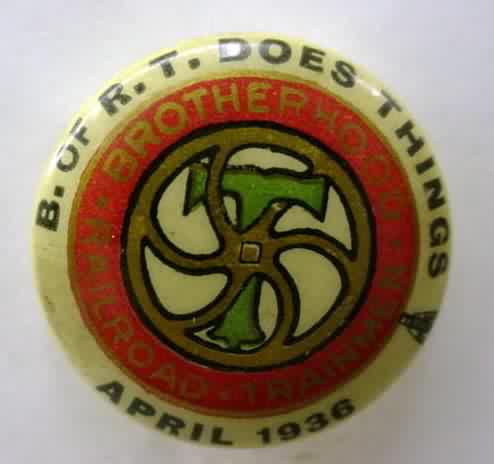 B. OF R. T. DOES THINGS
BROTHERHOOD
RAILROAD · TRAINMEN
T
APRIL 1936